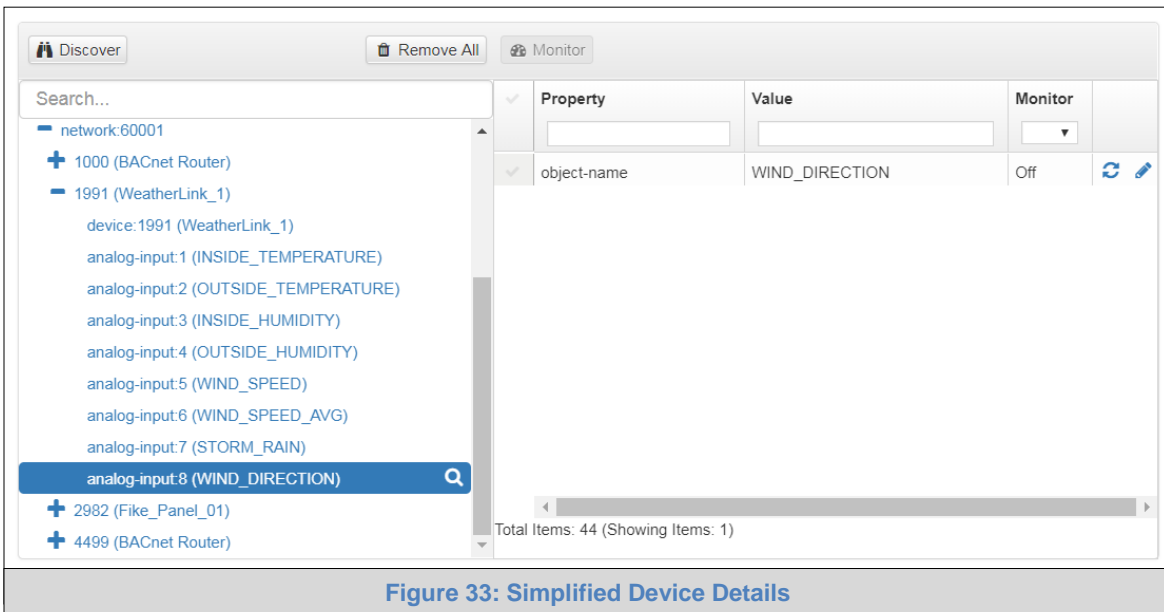 Discover
Remove All
Monitor
Search...
network:60001
1000 (BACnet Router)
1991 (WeatherLink_1)
device:1991 (WeatherLink_1)
analog-input:1 (INSIDE_TEMPERATURE)
analog-input:2 (OUTSIDE_TEMPERATURE)
analog-input:3 (INSIDE_HUMIDITY)
analog-input:4 (OUTSIDE_HUMIDITY)
analog-input:5 (WIND_SPEED)
analog-input:6 (WIND_SPEED_AVG)
analog-input:7 (STORM_RAIN)
analog-input:8 (WIND_DIRECTION)
2982 (Fike_Panel_01)
4499 (BACnet Router)
Property Value Monitor
object-name WIND_DIRECTION Off
Total Items: 44 (Showing Items: 1)
Figure 33: Simplified Device Details